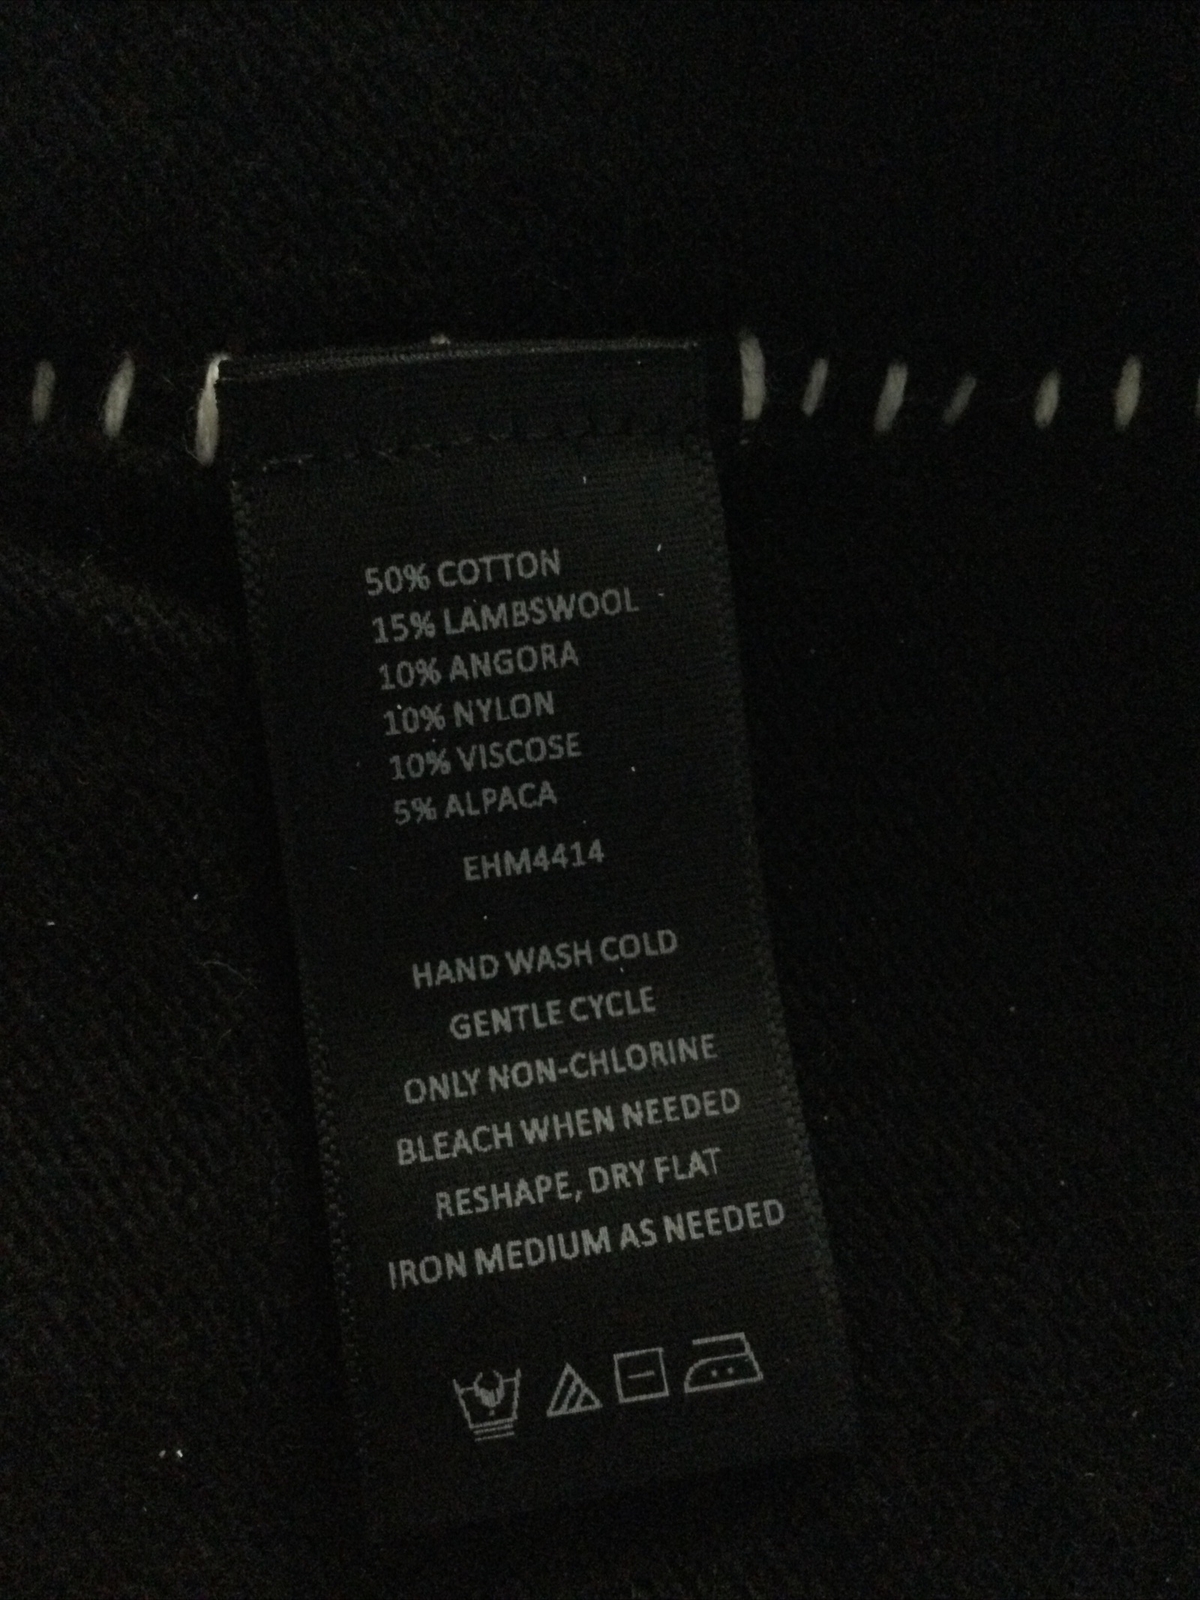 50% COTTON
15% LAMBSWOOL
10% ANGORA
10% NYLON
10% VISCOSE
5% ALPACA
EHM4414
HAND WASH COLD
GENTLE CYCLE
ONLY NON-CHLORINE
BLEACH WHEN NEEDED
RESHAPE, DRY FLAT
IRON MEDIUM AS NEEDED